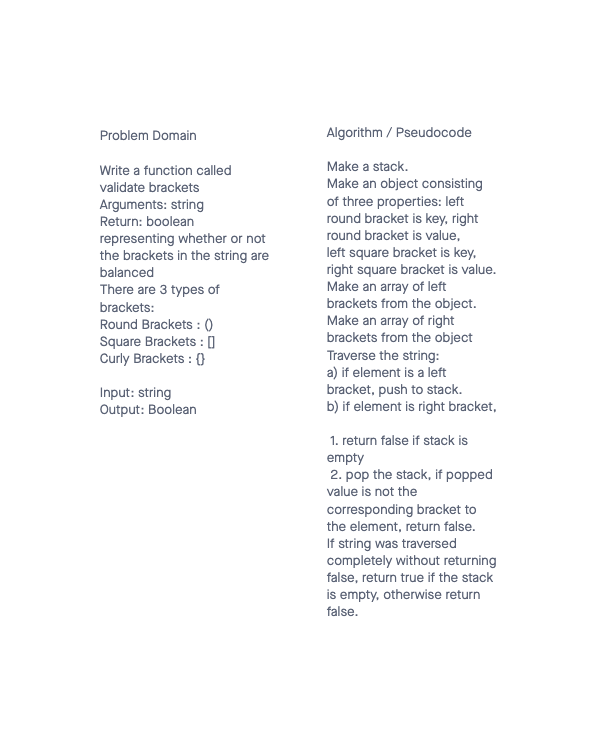 Problem Domain
Write a function called
validate brackets
Arguments: string
Return: boolean
representing whether or not
the brackets in the string are
balanced
There are 3 types of
brackets:
Round Brackets : ()
Square Brackets : []
Curly Brackets : {}
Input: string
Output: Boolean
Algorithm / Pseudocode
Make a stack.
Make an object consisting
of three properties: left
round bracket is key, right
round bracket is value,
left square bracket is key,
right square bracket is value.
Make an array of left
brackets from the object.
Make an array of right
brackets from the object
Traverse the string:
a) if element is a left
bracket, push to stack.
b) if element is right bracket,
1. return false if stack is
empty
2. pop the stack, if popped
value is not the
corresponding bracket to
the element, return false.
If string was traversed
completely without returning
false, return true if the stack
is empty, otherwise return
false.